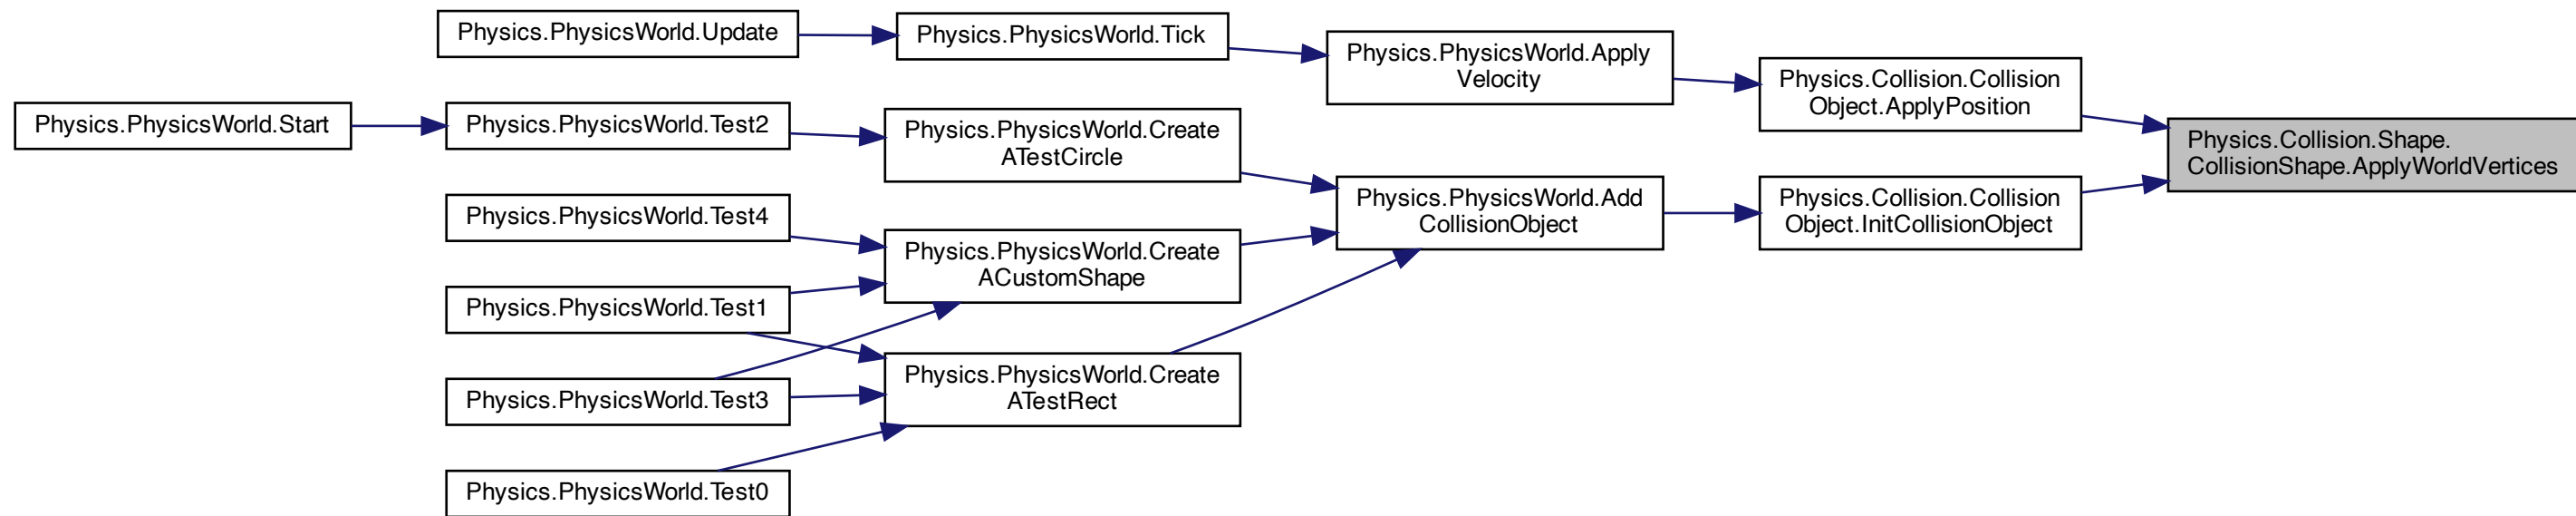 Physics.PhysicsWorld.Update
Physics.PhysicsWorld.Tick
Physics.PhysicsWorld.Apply
Velocity
Physics.Collision.Collision
Object.ApplyPosition
Physics.PhysicsWorld.Start
Physics.PhysicsWorld.Test2
Physics.PhysicsWorld.Create
ATestCircle
Physics.Collision.Shape.
CollisionShape.ApplyWorldVertices
Physics.PhysicsWorld.Test4
Physics.PhysicsWorld.Add
CollisionObject
Physics.Collision.Collision
Object.InitCollisionObject
Physics.PhysicsWorld.Create
ACustomShape
Physics.PhysicsWorld.Test1
Physics.PhysicsWorld.Test3
Physics.PhysicsWorld.Create
ATestRect
Physics.PhysicsWorld.Test0